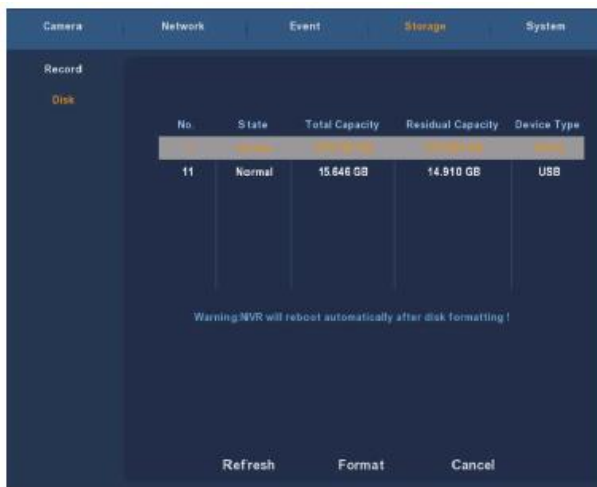 Camera Network Event Storage System
Record
Disk
No. State Total Capacity Residual Capacity Device Type
11 Normal 15.646 GB 14.910 GB USB
Warning:NVR will reboot automatically after disk formatting !
Refresh Format Cancel